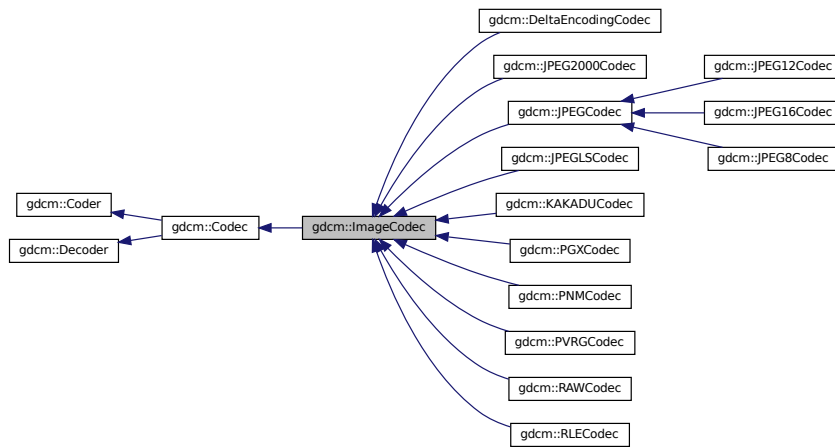 gdcm::DeltaEncodingCodec
gdcm::JPEG2000Codec
gdcm::JPEG12Codec
gdcm::JPEGCodec
gdcm::JPEG16Codec
gdcm::JPEG8Codec
gdcm::JPEGLSCodec
gdcm::Coder
gdcm::KAKADUCodec
gdcm::Codec
gdcm::ImageCodec
gdcm::Decoder
gdcm::PGXCodec
gdcm::PNMCodec
gdcm::PVRGCodec
gdcm::RAWCodec
gdcm::RLECodec